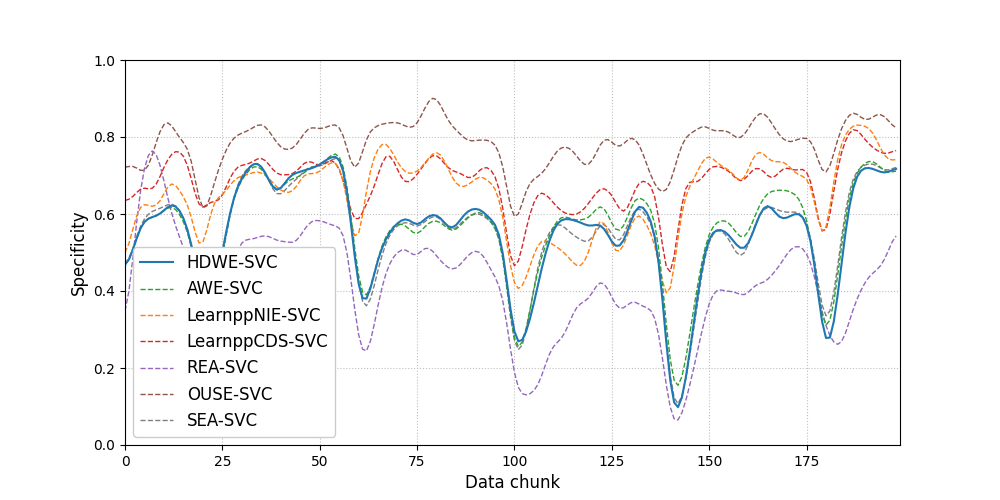 1.0
0.8
0.6
0.4
0.2
0.0
Specificity
HDWE-SVC
AWE-SVC
LearnppNIE-SVC
LearnppCDS-SVC
REA-SVC
OUSE-SVC
SEA-SVC
0 25 50 75 100 125 150 175
Data chunk